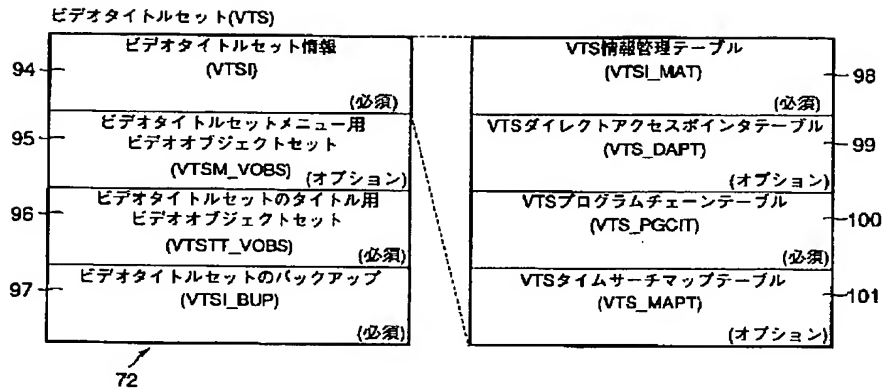 ビデオタイトルセット(VTS)
94
ビデオタイトルセット情報
(VTSI)
(必須)
95
ビデオタイトルセットメニュー用
ビデオオブジェクトセット
(VTSM_VOBS)
(オプション)
96
ビデオタイトルセットのタイトル用
ビデオオブジェクトセット
(VTSTT_VOBS)
(必須)
97
ビデオタイトルセットのバックアップ
(VTSI_BUP)
(必須)
72
VTS情報管理テーブル
(VTSI_MAT)
(必須)
98
VTSダイレクトアクセスポインタテーブル
(VTS_DAPT)
(オプション)
99
VTSプログラムチェーンテーブル
(VTS_PGCIT)
(必須)
100
VTSタイムサーチマップテーブル
(VTS_MAPT)
(オプション)
101